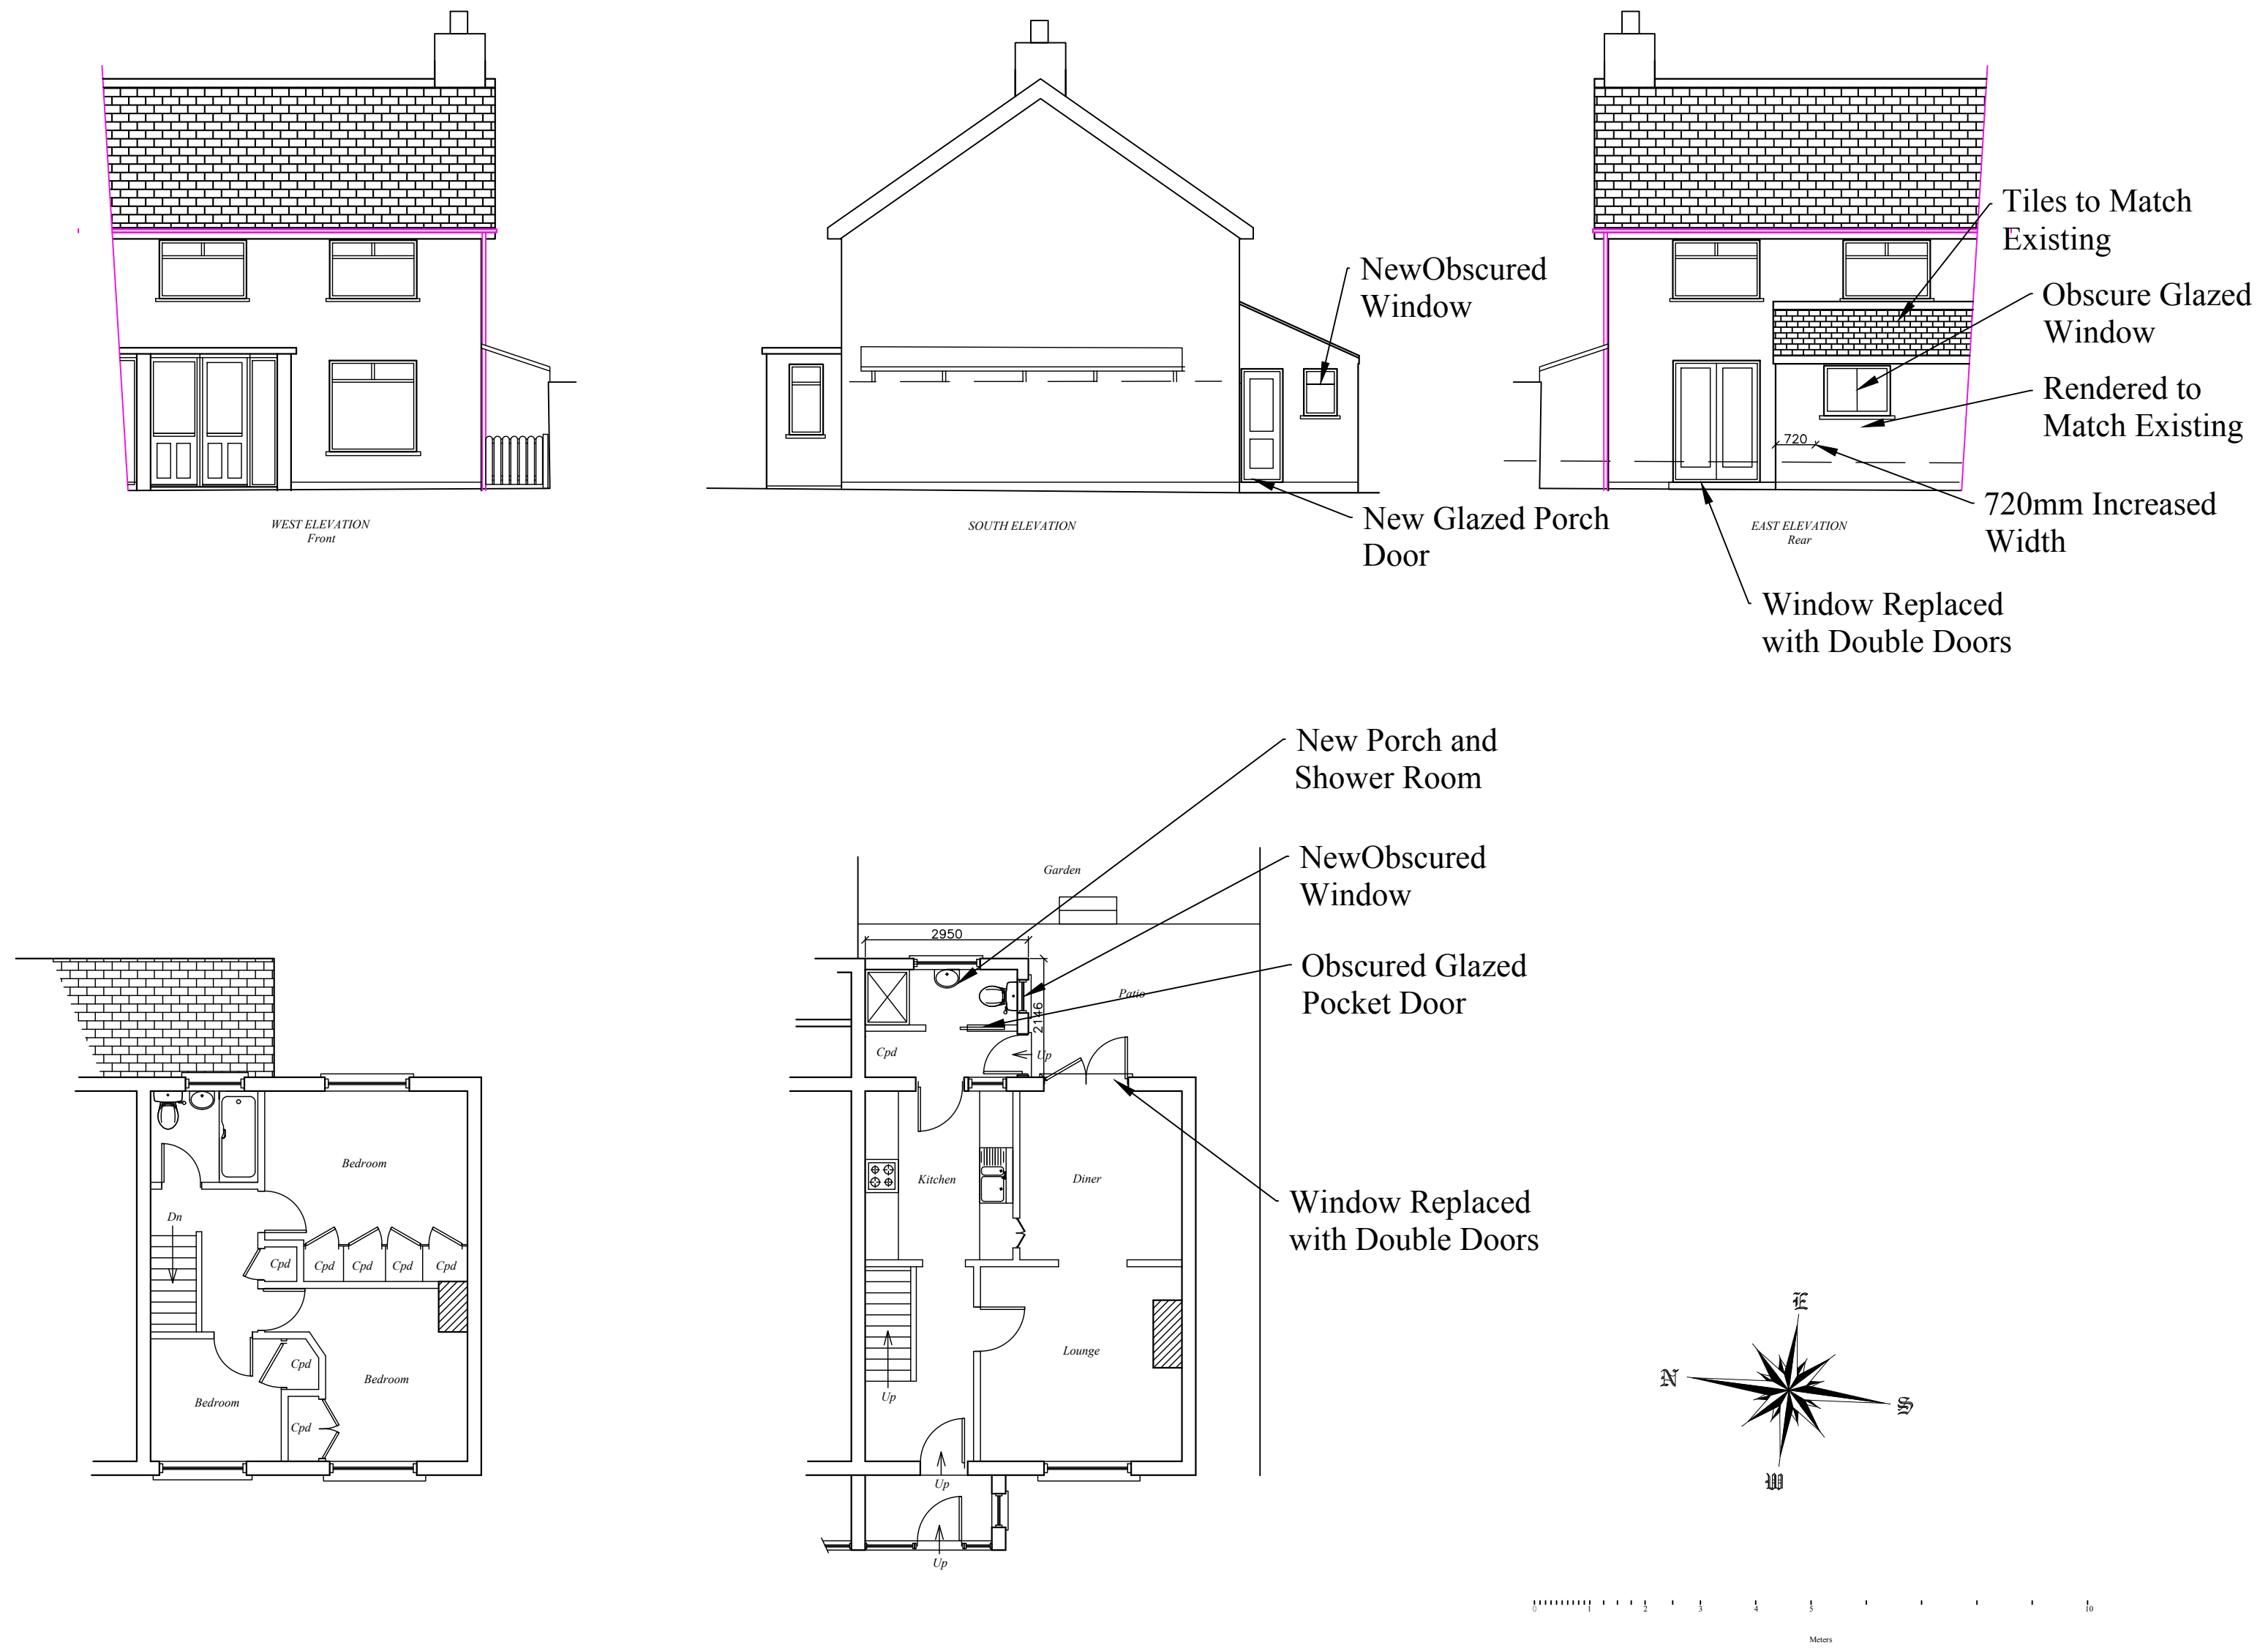 Tiles to Match
Existing
NewObscured
Window
Obscure Glazed
Window
Rendered to
Match Existing
720
720mm Increased
Width
WEST ELEVATION
Front
SOUTH ELEVATION
New Glazed Porch
Door
EAST ELEVATION
Rear
Window Replaced
with Double Doors
New Porch and
Shower Room
NewObscured
Window
Garden
2950
Obscured Glazed
Pocket Door
Patio
2146
Cpd
Up
Bedroom
Kitchen
Diner
Dn
Window Replaced
with Double Doors
Cpd
Cpd
Cpd
Cpd
Cpd
Cpd
Bedroom
Bedroom
Cpd
Lounge
Up
Up
Up
E
N
S
W
0 1 2 3 4 5 10
Meters